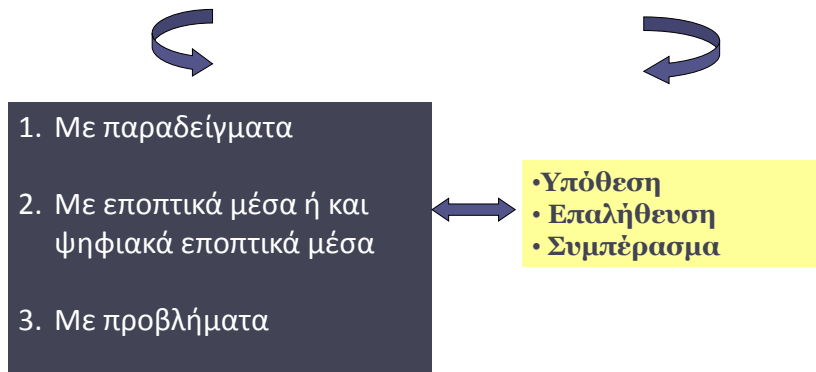 1. Με παραδείγματα
2. Με εποπτικά μέσα ή και
ψηφιακά εποπτικά μέσα
3. Με προβλήματα
•Υπόθεση
• Επαλήθευση
• Συμπέρασμα